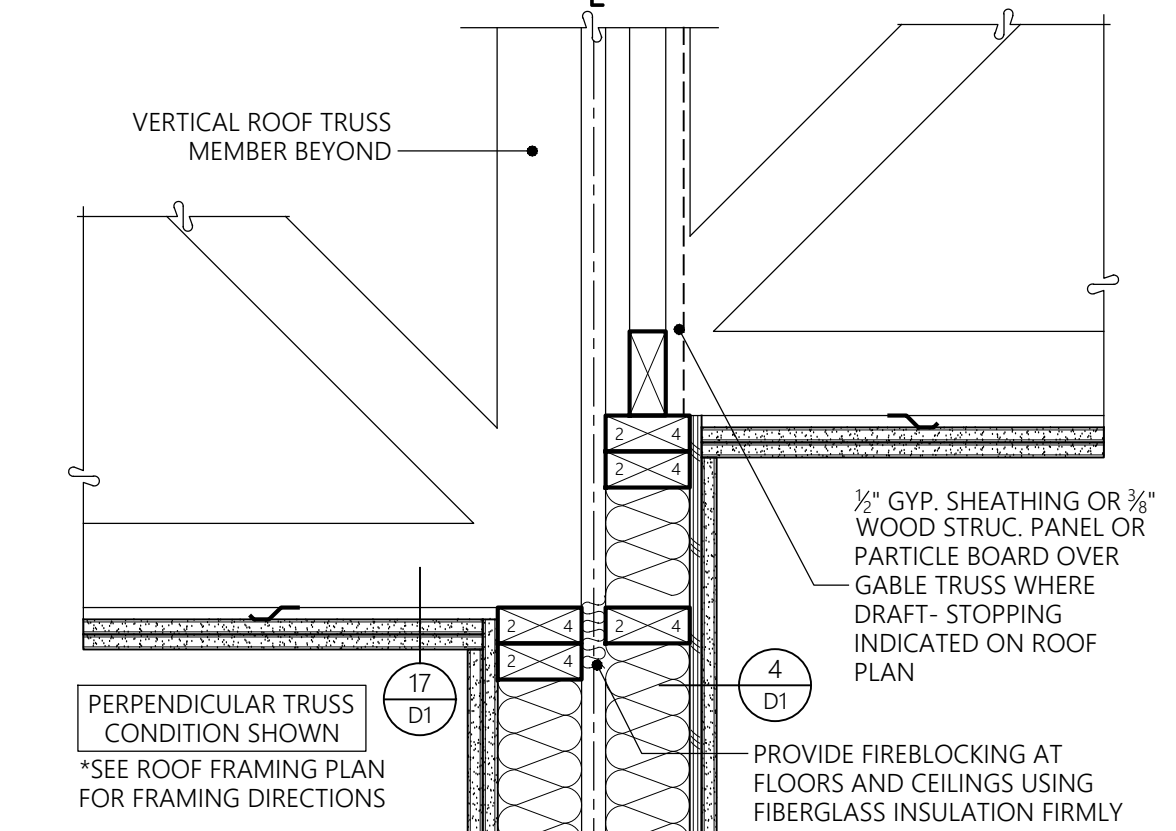 VERTICAL ROOF TRUSS
MEMBER BEYOND
2 4
2 4
½" GYP. SHEATHING OR ⅜"
WOOD STRUC. PANEL OR
PARTICLE BOARD OVER
GABLE TRUSS WHERE
DRAFT- STOPPING
INDICATED ON ROOF
PLAN
2 4
2 4
2 4
17
D1
4
D1
PERPENDICULAR TRUSS
CONDITION SHOWN
*SEE ROOF FRAMING PLAN
FOR FRAMING DIRECTIONS
PROVIDE FIREBLOCKING AT
FLOORS AND CEILINGS USING
FIBERGLASS INSULATION FIRMLY